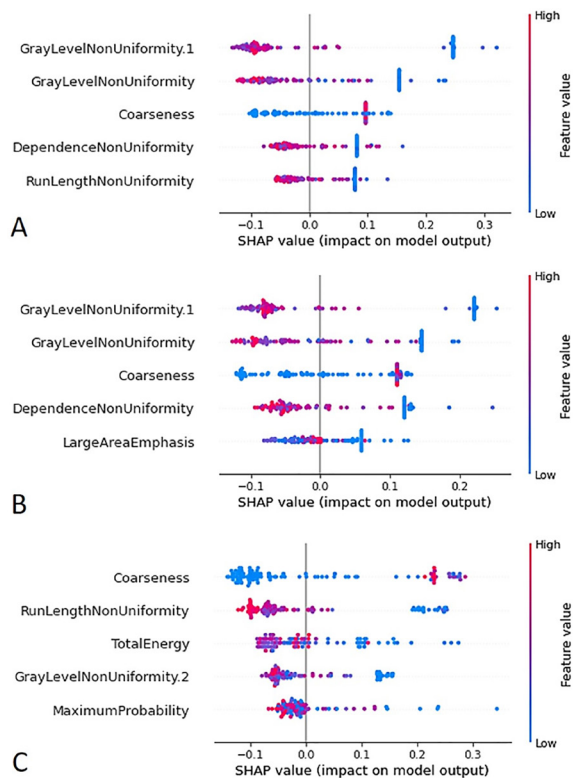 High
GrayLevelNonUniformity.1
GrayLevelNonUniformity
Coarseness
DependenceNonUniformity
RunLengthNonUniformity
Feature value
Low
−0.1 0.0 0.1 0.2 0.3
SHAP value (impact on model output)
A
High
GrayLevelNonUniformity.1
GrayLevelNonUniformity
Coarseness
DependenceNonUniformity
LargeAreaEmphasis
Feature value
Low
−0.1 0.0 0.1 0.2
SHAP value (impact on model output)
B
High
Coarseness
RunLengthNonUniformity
TotalEnergy
GrayLevelNonUniformity.2
MaximumProbability
Feature value
Low
−0.1 0.0 0.1 0.2 0.3
SHAP value (impact on model output)
C